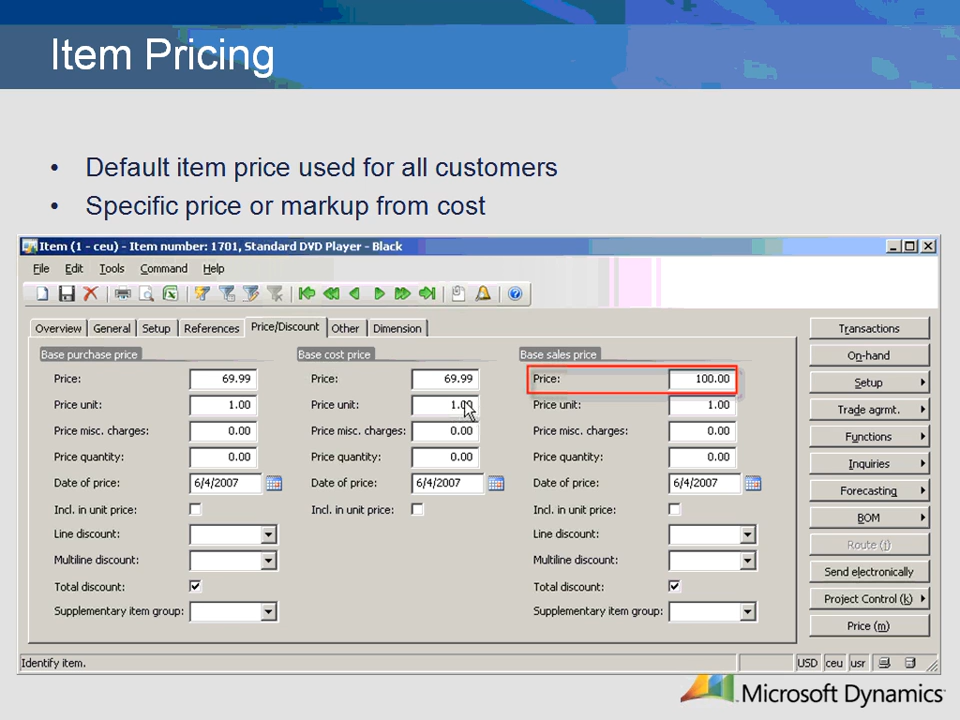 Item Pricing
• Default item price used for all customers
• Specific price or markup from cost
Item (1 - ceu) - Item number: 1701, Standard DVD Player - Black
File Edit Tools Command Help
Overview General Setup References Price/Discount Other Dimension
Base purchase price
Price: 69.99
Price unit: 1.00
Price misc. charges: 0.00
Price quantity: 0.00
Date of price: 6/4/2007
Incl. in unit price:
Line discount:
Multiline discount:
Total discount:
Supplementary item group:
Base cost price
Price: 69.99
Price unit: 1.00
Price misc. charges: 0.00
Price quantity: 0.00
Date of price: 6/4/2007
Incl. in unit price:
Base sales price
Price: 100.00
Price unit: 1.00
Price misc. charges: 0.00
Price quantity: 0.00
Date of price: 6/4/2007
Incl. in unit price:
Line discount:
Multiline discount:
Total discount:
Supplementary item group:
Transactions
On-hand
Setup
Trade agrmt.
Functions
Inquiries
Forecasting
BOM
Route (j)
Send electronically
Project Control (k)
Price (m)
Identify item. USD ceu usr
Microsoft Dynamics